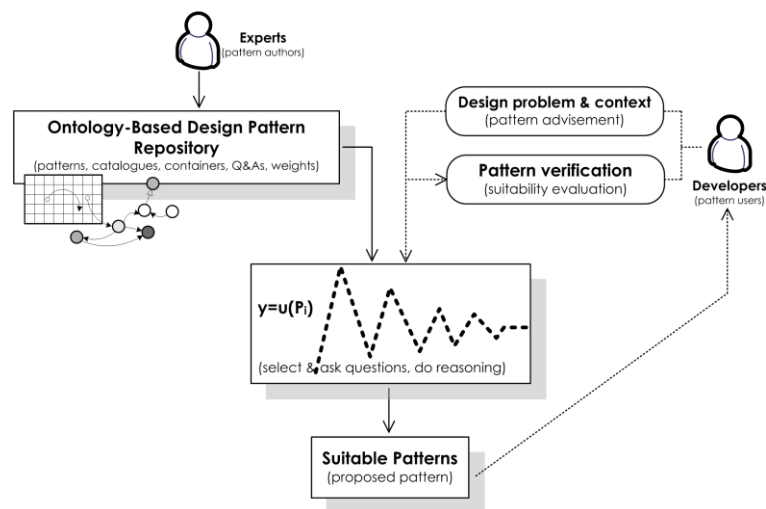 Experts
(pattern authors)
Ontology-Based Design Pattern
Repository
(patterns, catalogues, containers, Q&As, weights)
Design problem & context
(pattern advisement)
Pattern verification
(suitability evaluation)
Developers
(pattern users)
y=u(Pi)
(select & ask questions, do reasoning)
Suitable Patterns
(proposed pattern)